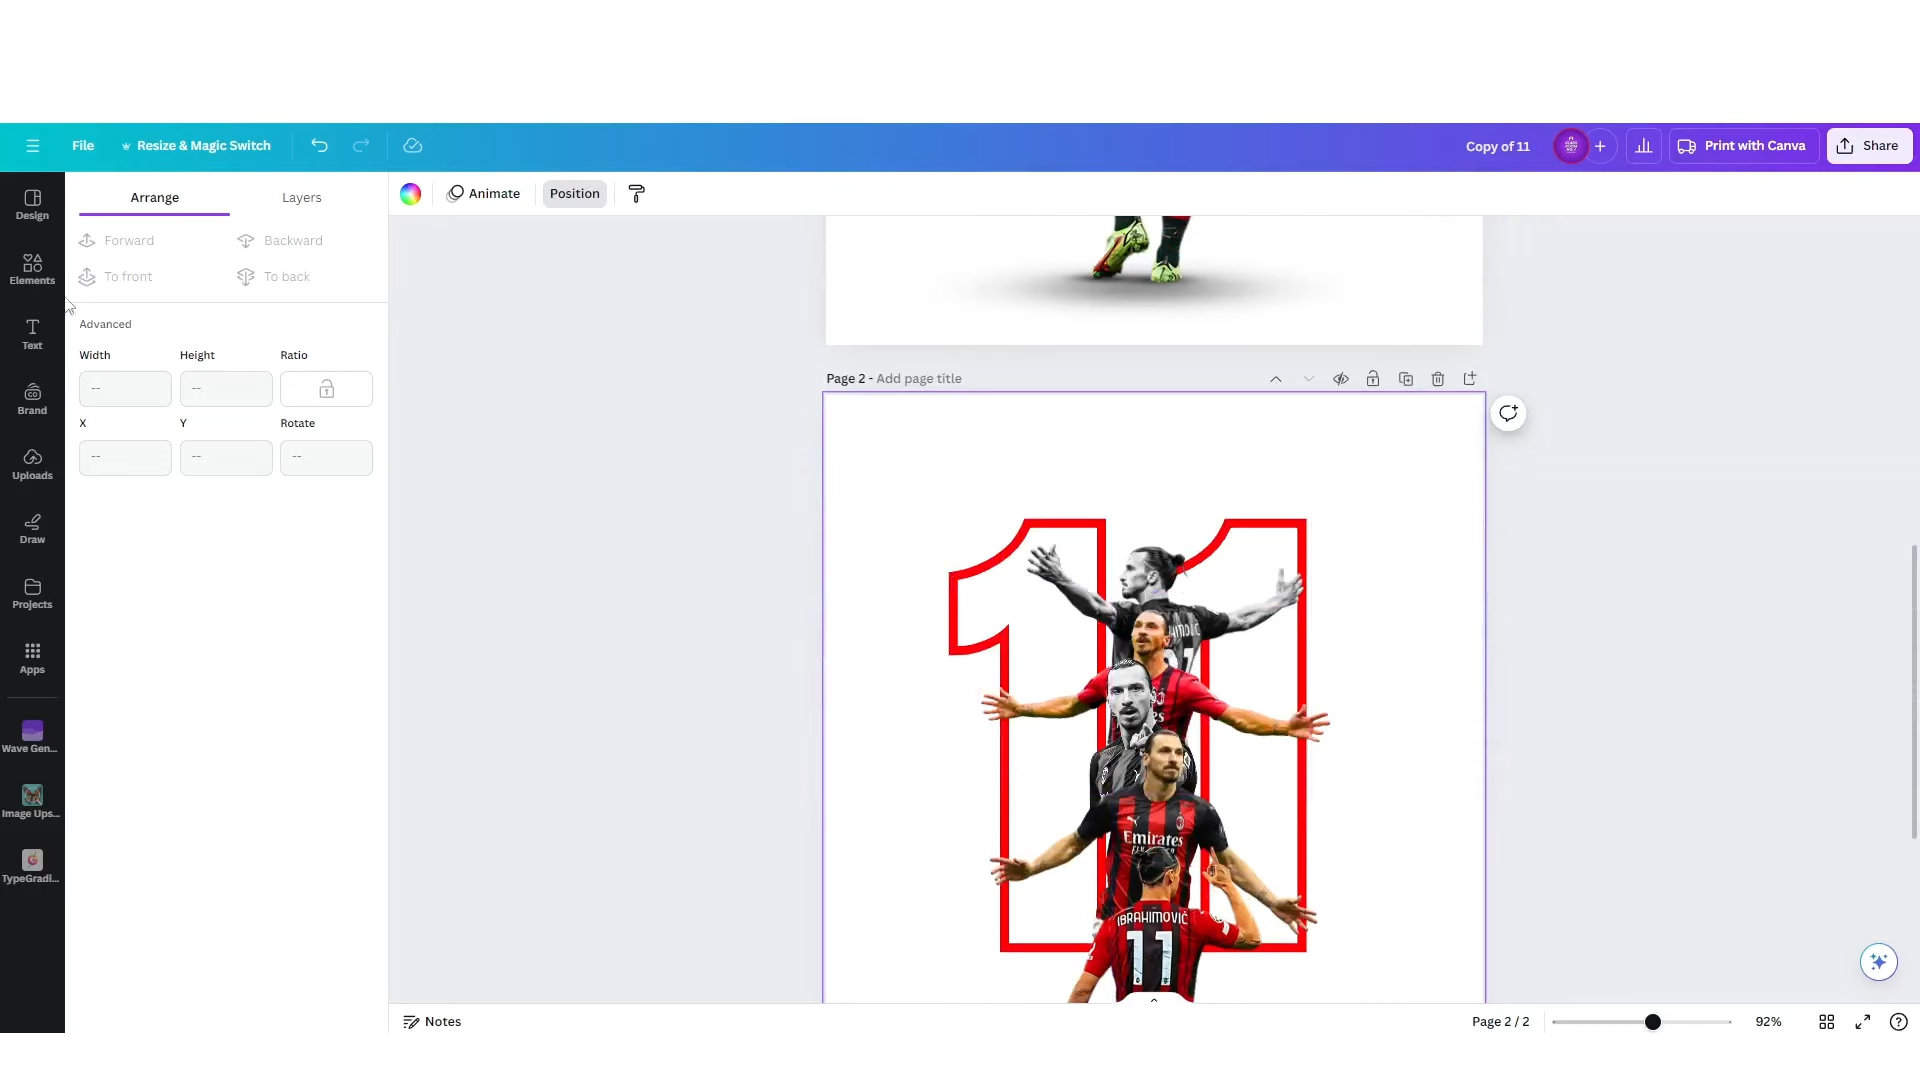 File
Resize & Magic Switch
Copy of 11
Print with Canva
Share
Design
Elements
Text
Brand
Uploads
Draw
Projects
Apps
Wave Gen...
Image Ups...
TypeGradi...
Arrange
Layers
Forward
Backward
To front
To back
Advanced
Width
Height
Ratio
--
--
X
Y
Rotate
--
--
--
Animate
Position
Page 2 - Add page title
11
Emirates
IBRAHIMOVIĆ
11
Notes
Page 2 / 2
92%